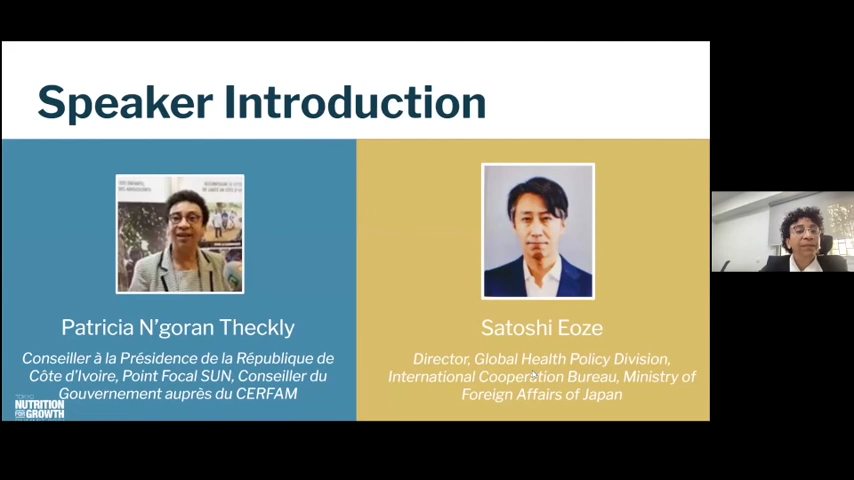 Speaker Introduction
Patricia N'goran Theckly
Conseiller à la Présidence de la République de
Côte d'Ivoire, Point Focal SUN, Conseiller du
Gouvernement auprès du CERFAM
Satoshi Eoze
Director, Global Health Policy Division,
International Cooperation Bureau, Ministry of
Foreign Affairs of Japan
NUTRITION
FOR GROWTH